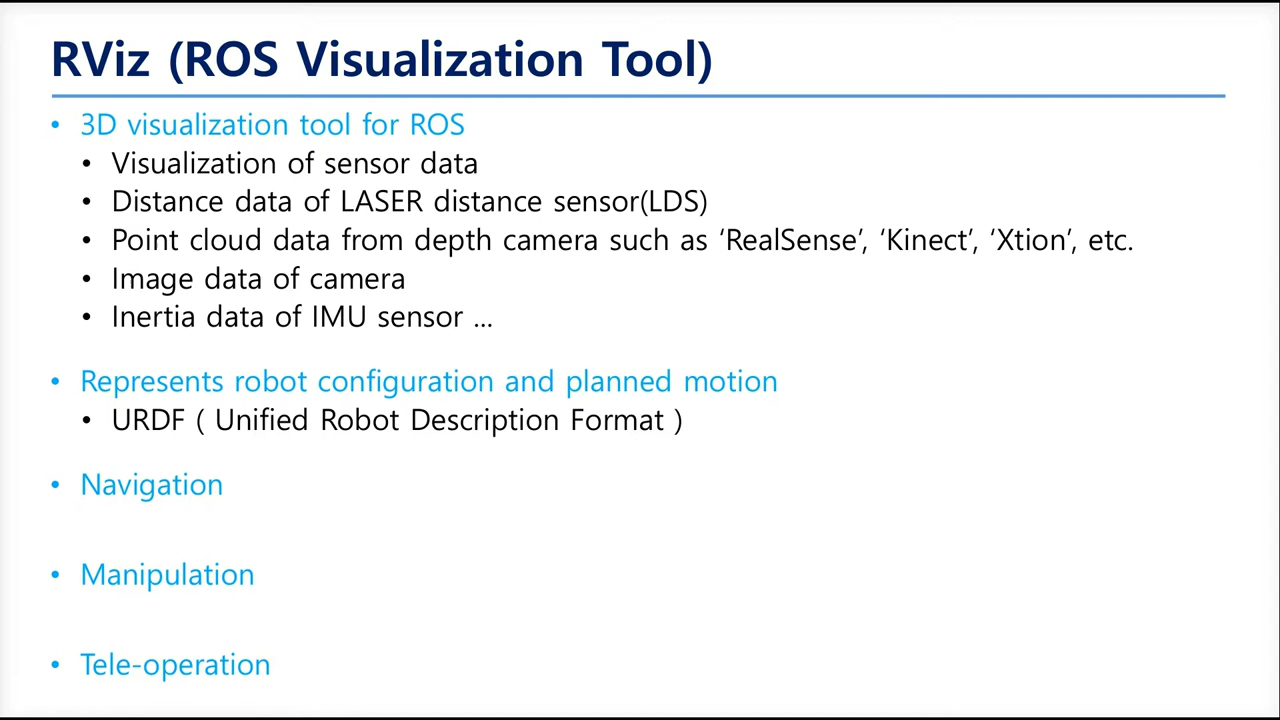 RViz (ROS Visualization Tool)
• 3D visualization tool for ROS
• Visualization of sensor data
• Distance data of LASER distance sensor(LDS)
• Point cloud data from depth camera such as ‘RealSense’, ‘Kinect’, ‘Xtion’, etc.
• Image data of camera
• Inertia data of IMU sensor ...
• Represents robot configuration and planned motion
• URDF ( Unified Robot Description Format )
• Navigation
• Manipulation
• Tele-operation